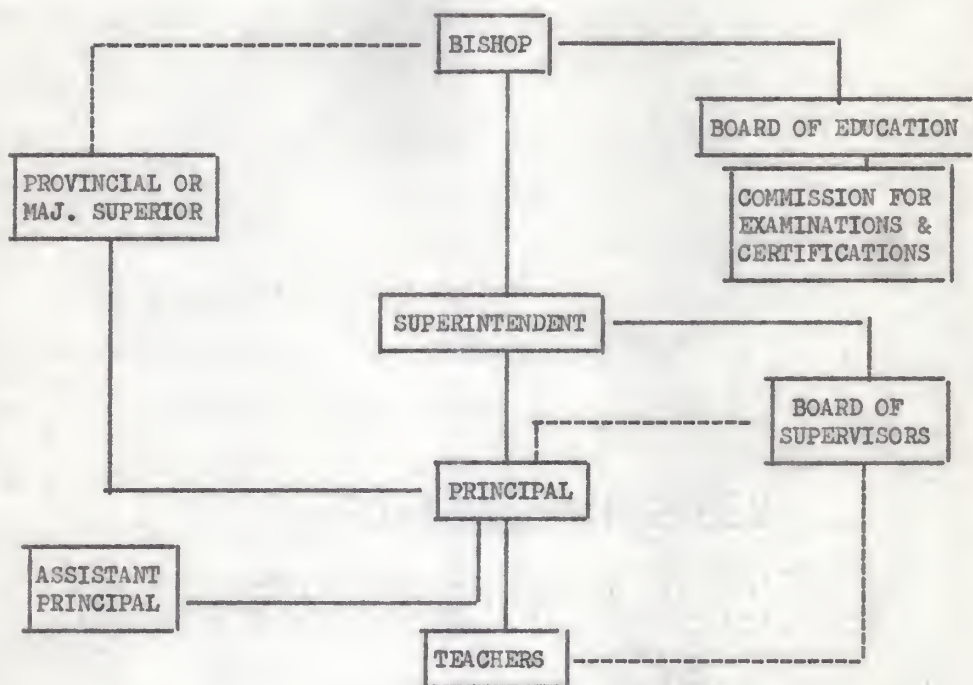 BISHOP
BOARD OF EDUCATION
PROVINCIAL OR
MAJ. SUPERIOR
COMMISSION FOR
EXAMINATIONS &
CERTIFICATIONS
SUPERINTENDENT
BOARD OF
SUPERVISORS
PRINCIPAL
ASSISTANT
PRINCIPAL
TEACHERS